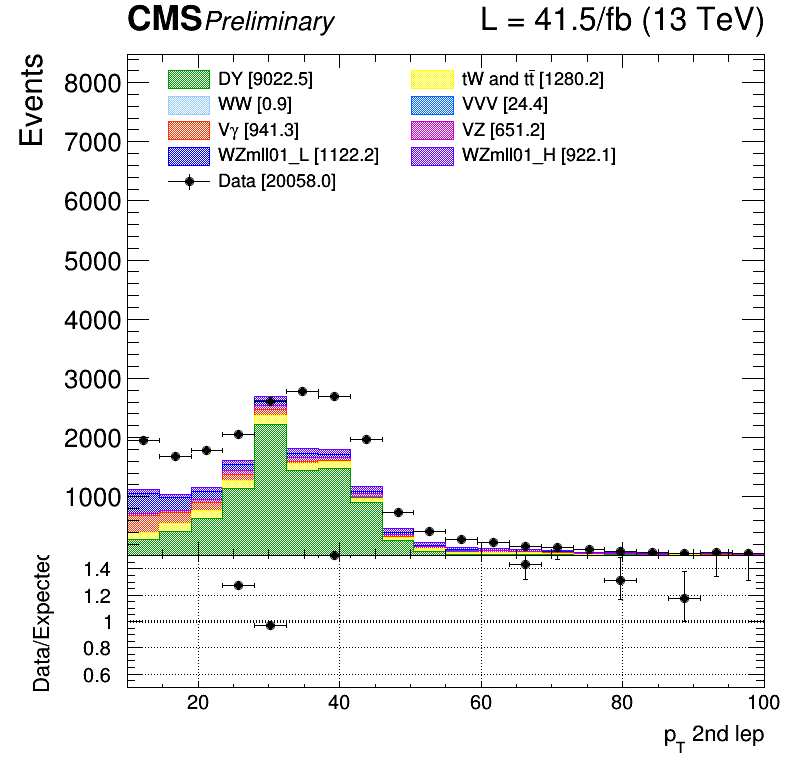 CMS Preliminary L = 41.5/fb (13 TeV)
Events
8000
7000
6000
5000
4000
3000
2000
1000
DY [9022.5]
tW and tt̄ [1280.2]
WW [0.9]
VVV [24.4]
Vγ [941.3]
VZ [651.2]
WZmll01_L [1122.2]
WZmll01_H [922.1]
Data [20058.0]
Data/Expected
1.4
1.2
1
0.8
0.6
20 40 60 80 100
p_T 2nd lep